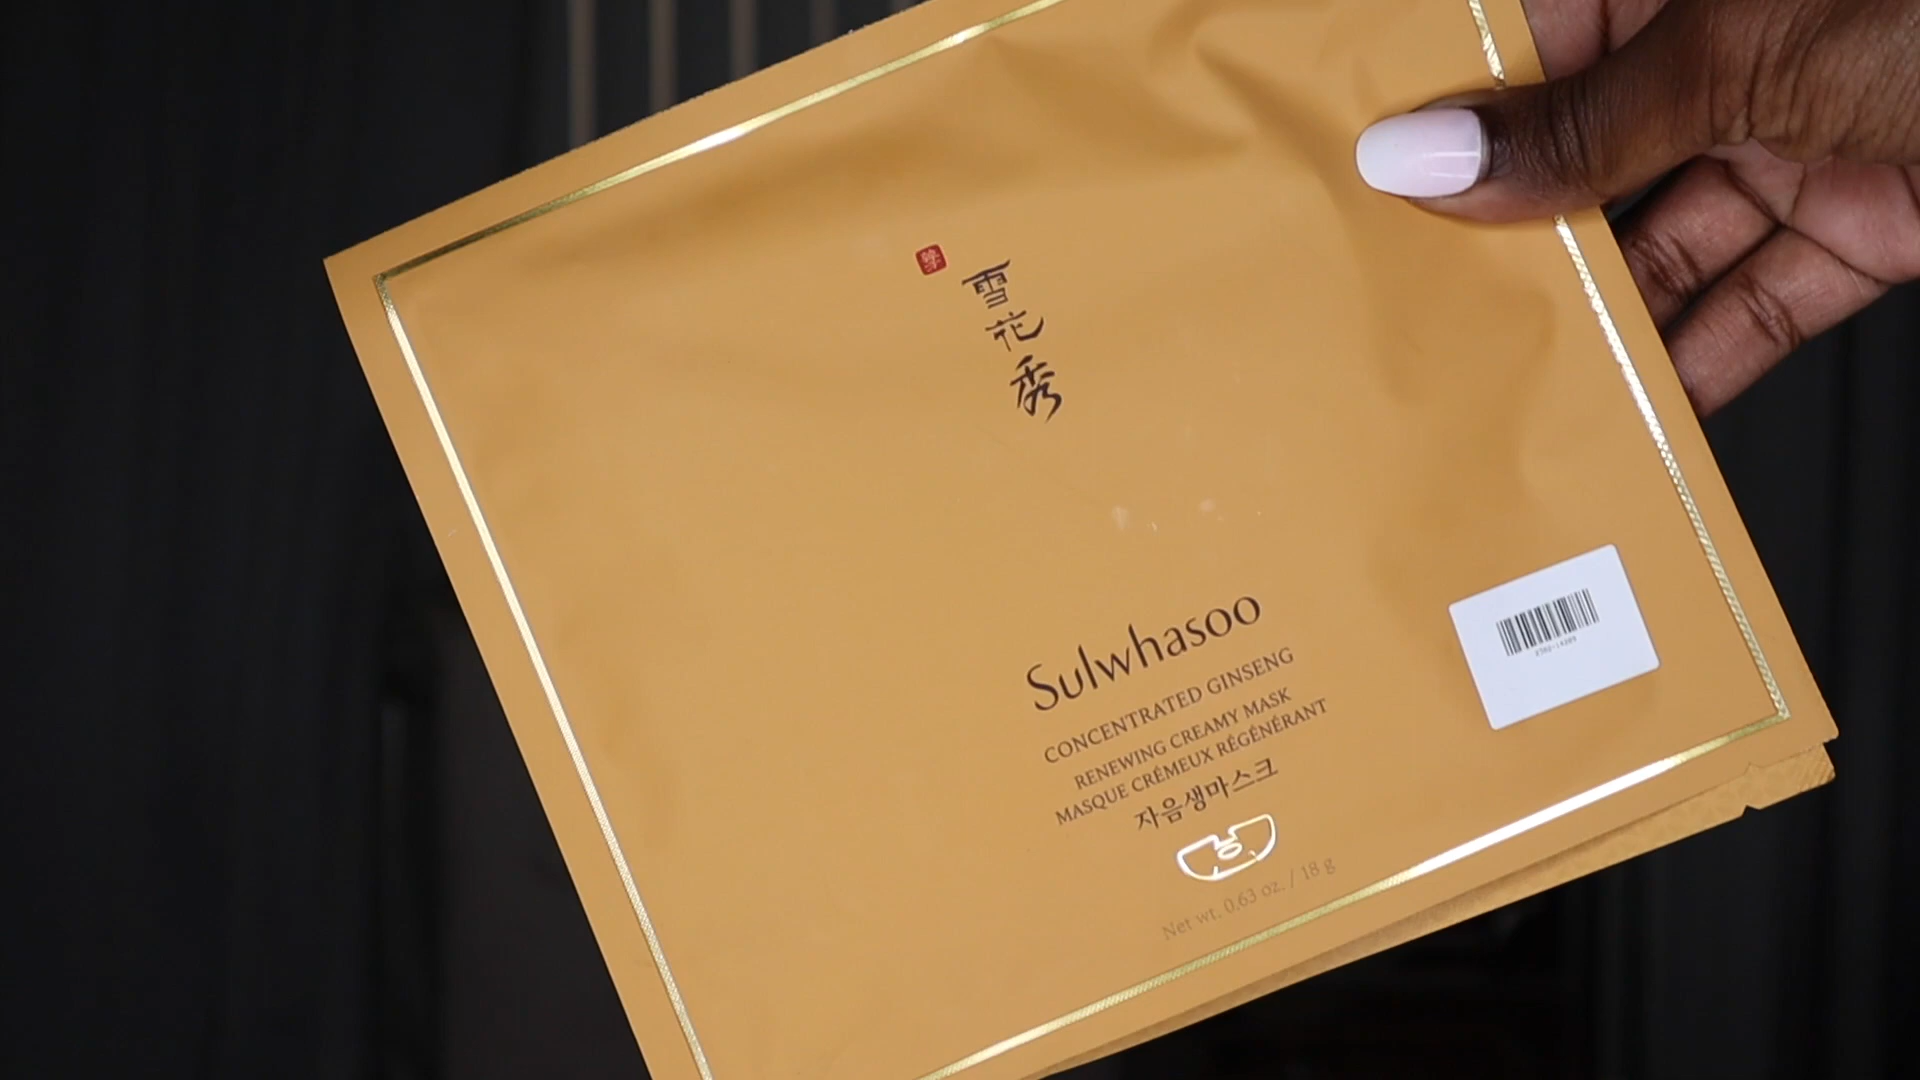 雪花秀
Sulwhasoo
CONCENTRATED GINSENG
RENEWING CREAMY MASK
MASQUE CRÉMEUX RÉGÉNÉRANT
자음생마스크
Net wt. 0.63 oz. / 18 g